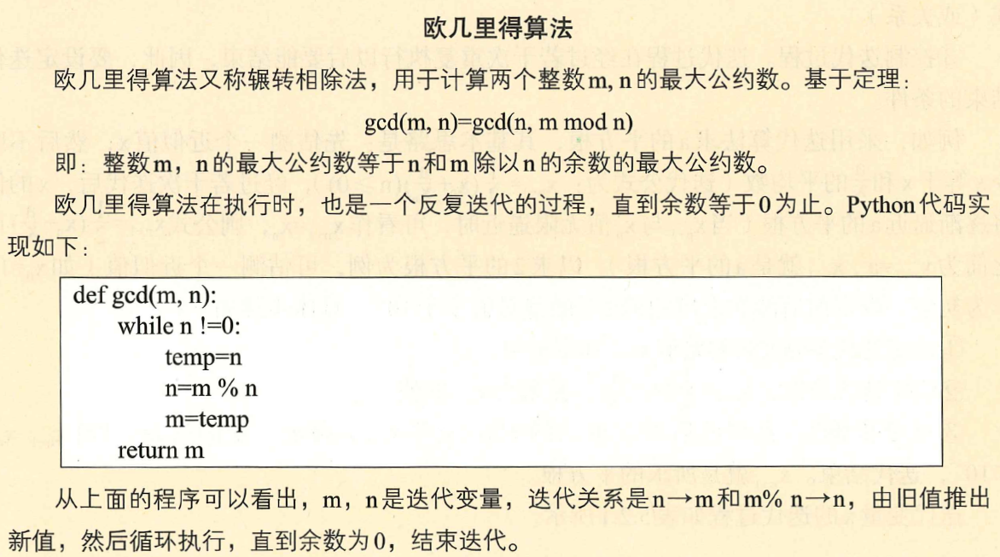 欧几里得算法
欧几里得算法又称辗转相除法，用于计算两个整数m, n的最大公约数。基于定理：
gcd(m, n)=gcd(n, m mod n)
即：整数m，n的最大公约数等于n和m除以n的余数的最大公约数。
欧几里得算法在执行时，也是一个反复迭代的过程，直到余数等于0为止。Python代码实
现如下：
def gcd(m, n):
    while n !=0:
        temp=n
        n=m % n
        m=temp
    return m
从上面的程序可以看出，m，n是迭代变量，迭代关系是n→m和m% n→n，由旧值推出
新值，然后循环执行，直到余数为0，结束迭代。